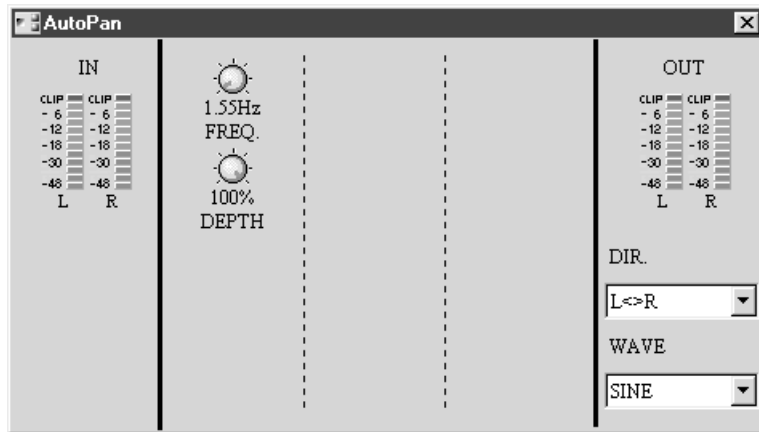 AutoPan
IN
CLIP CLIP
- 6 - 6
-12 -12
-18 -18
-30 -30
-48 -48
L R
1.55Hz
FREQ.
100%
DEPTH
OUT
CLIP CLIP
- 6 - 6
-12 -12
-18 -18
-30 -30
-48 -48
L R
DIR.
L<>R
WAVE
SINE